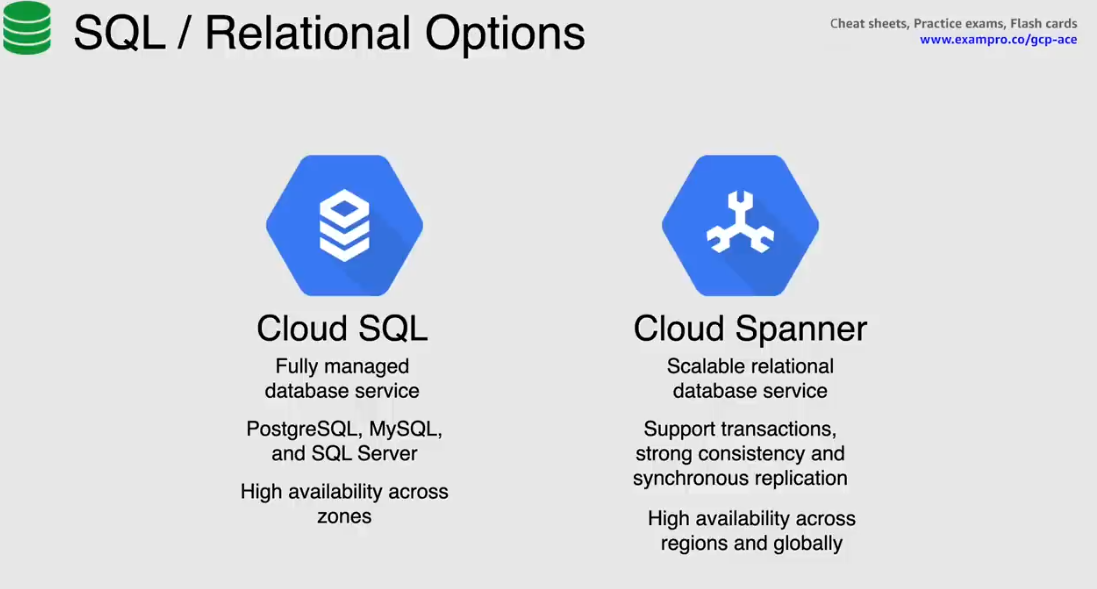 SQL / Relational Options
Cheat sheets, Practice exams, Flash cards
www.exampro.co/gcp-ace
Cloud SQL
Fully managed
database service
PostgreSQL, MySQL,
and SQL Server
High availability across
zones
Cloud Spanner
Scalable relational
database service
Support transactions,
strong consistency and
synchronous replication
High availability across
regions and globally